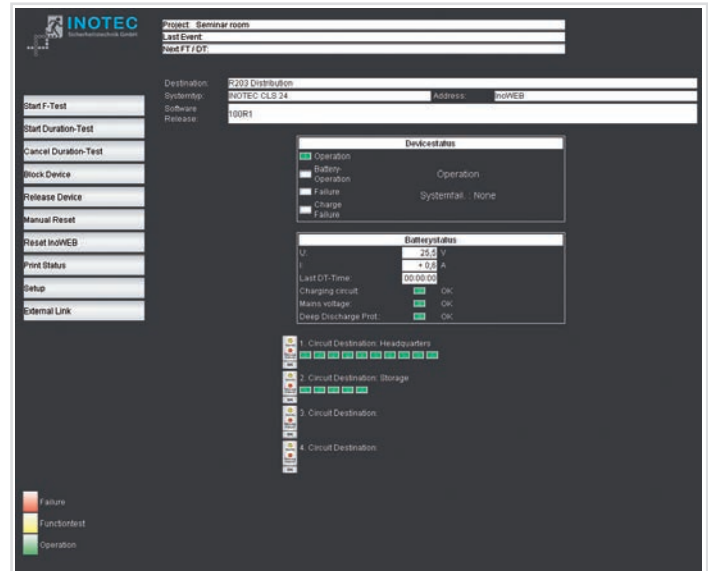 INOTEC
Sicherheitstechnik GmbH
Project: Seminar room
Last Event:
Next FT / DT:
Destination: R203 Distribution
Systemtyp: INOTEC CLS 24 Address: InoWEB
Software Release: 100R1
Start F-Test
Start Duration-Test
Cancel Duration-Test
Block Device
Release Device
Manual Reset
Reset InoWEB
Print Status
Setup
External Link
Devicestatus
Operation
Battery-
Operation
Operation
Failure
Systemfail. : None
Charge
Failure
Batterystatus
U: 25,5 V
I: + 0,6 A
Last DT-Time: 00:00:00
Charging circuit: OK
Mains voltage: OK
Deep Discharge Prot.: OK
1. Circuit Destination: Headquarters
2. Circuit Destination: Storage
3. Circuit Destination:
4. Circuit Destination:
Failure
Functiontest
Operation